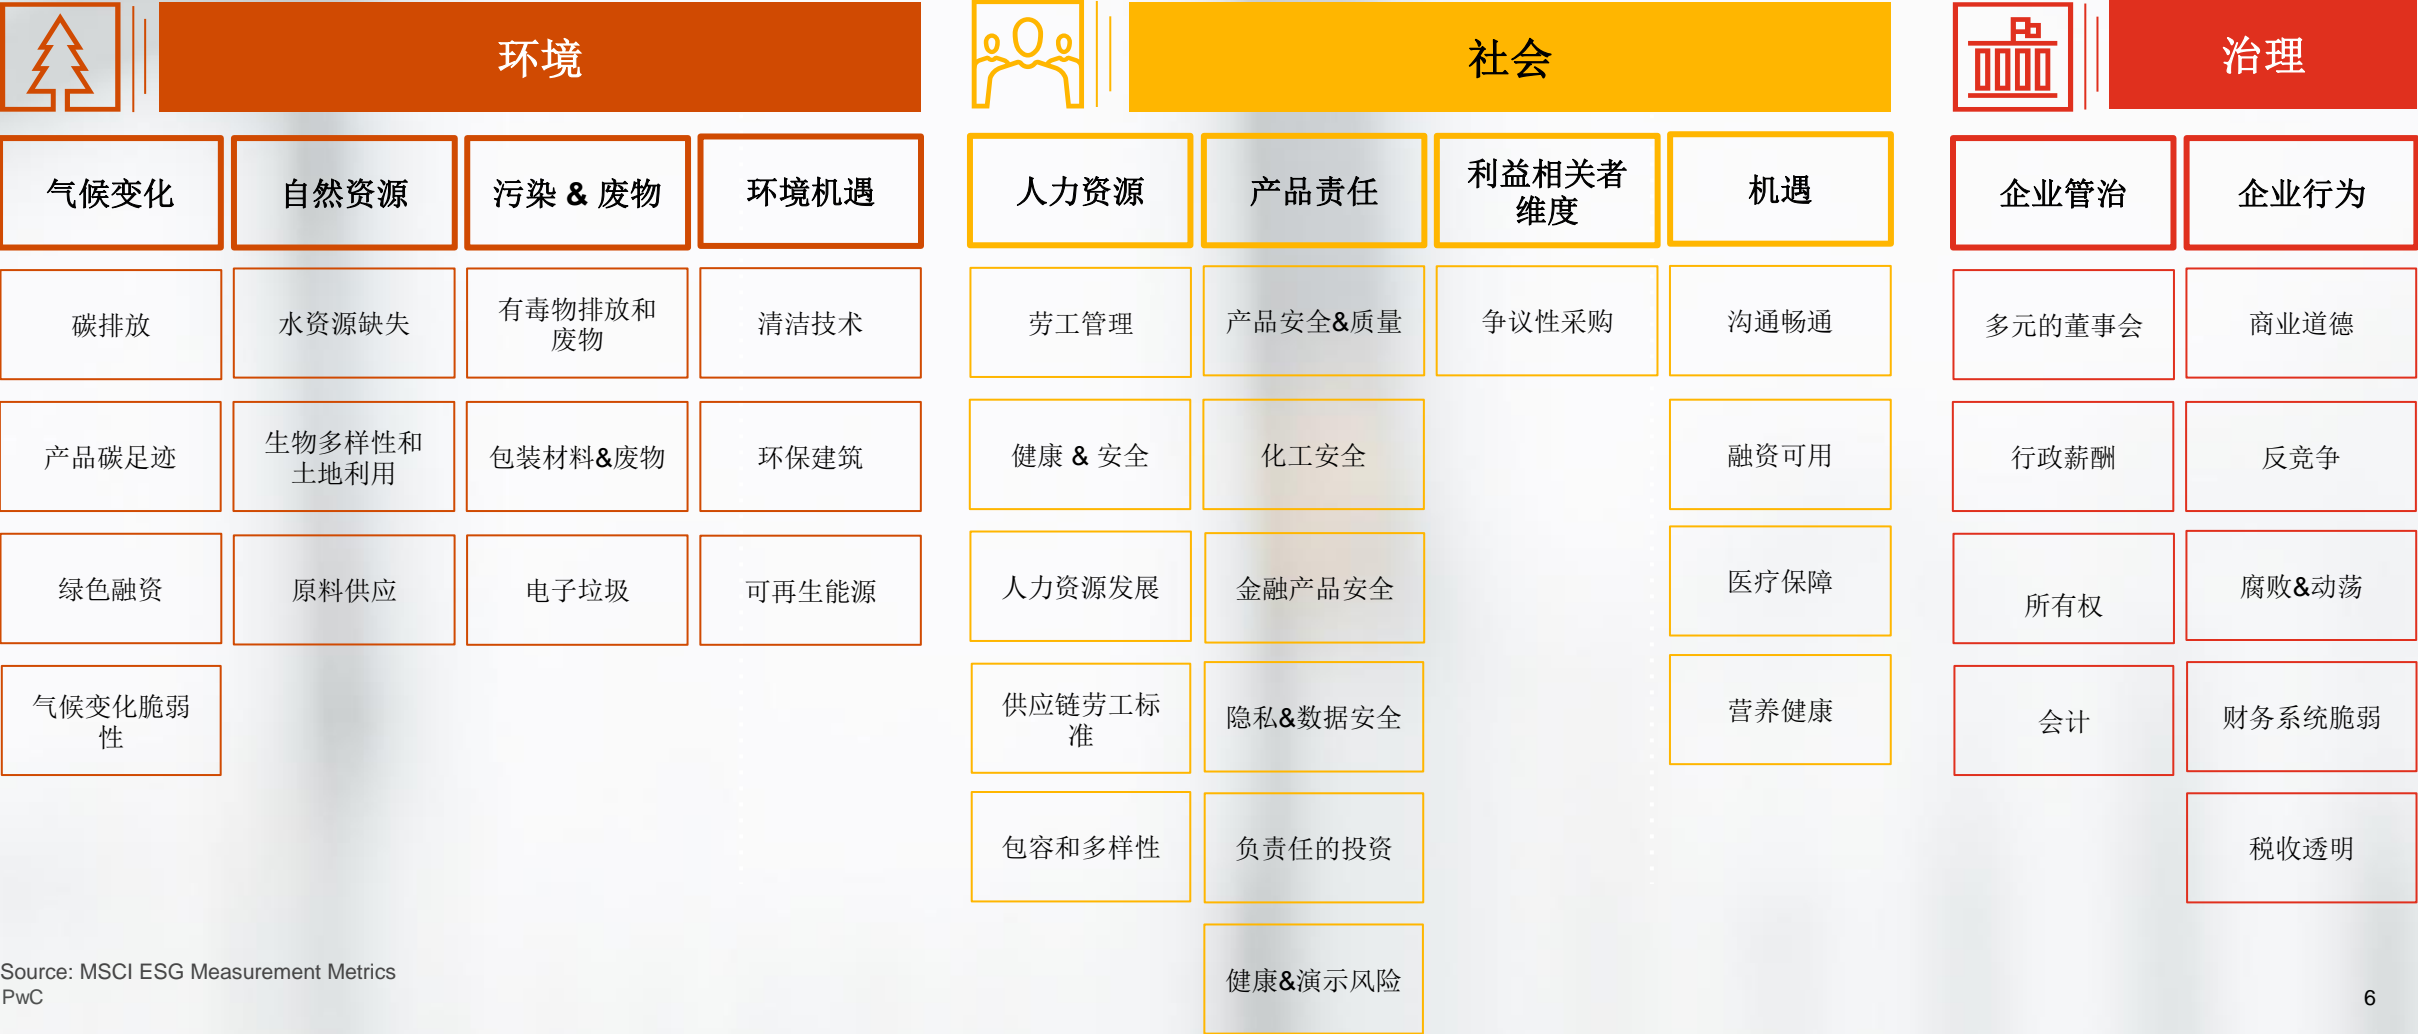 环境
社会
治理
气候变化
自然资源
污染 & 废物
环境机遇
人力资源
产品责任
利益相关者
维度
机遇
企业管治
企业行为
碳排放
水资源缺失
有毒物排放和
废物
清洁技术
劳工管理
产品安全&质量
争议性采购
沟通畅通
多元的董事会
商业道德
产品碳足迹
生物多样性和
土地利用
包装材料&废物
环保建筑
健康 & 安全
化工安全
融资可用
行政薪酬
反竞争
绿色融资
原料供应
电子垃圾
可再生能源
人力资源发展
金融产品安全
医疗保障
所有权
腐败&动荡
气候变化脆弱
性
供应链劳工标
准
隐私&数据安全
营养健康
会计
财务系统脆弱
包容和多样性
负责任的投资
税收透明
健康&演示风险
Source: MSCI ESG Measurement Metrics
PwC
6